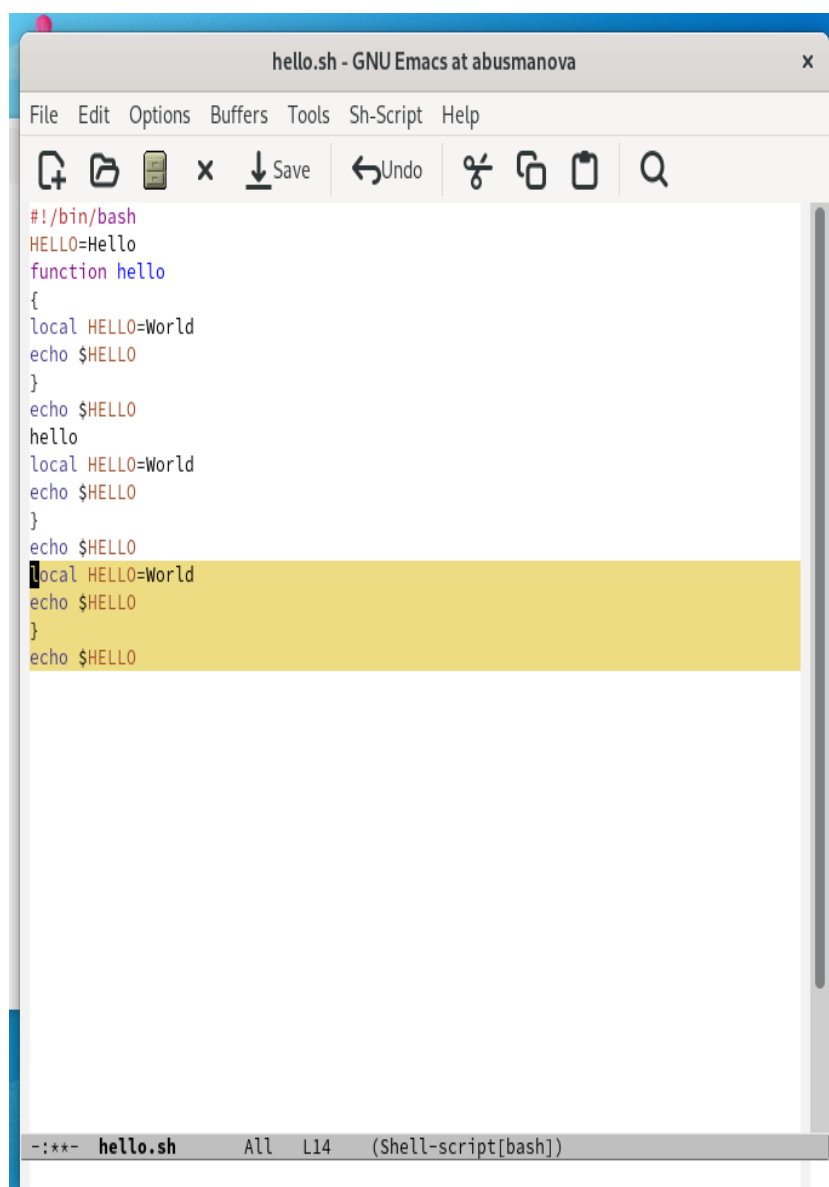 hello.sh - GNU Emacs at abusmanova x
File Edit Options Buffers Tools Sh-Script Help
Save Undo
#!/bin/bash
HELLO=Hello
function hello
{
local HELLO=World
echo $HELLO
}
echo $HELLO
hello
local HELLO=World
echo $HELLO
}
echo $HELLO
local HELLO=World
echo $HELLO
}
echo $HELLO
-:**- hello.sh All L14 (Shell-script[bash])